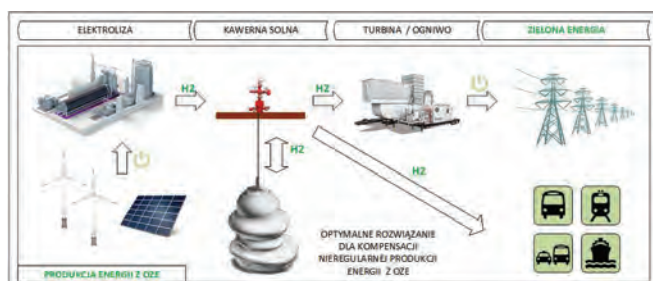 ELEKTROLIZA
KAWERNA SOLNA
TURBINA / OGNIWO
ZIELONA ENERGIA
H2
H2
H2
H2
OPTYMALNE ROZWIĄZANIE
DLA KOMPENSACJI
NIEREGULARNEJ PRODUKCJI
ENERGII Z OZE
PRODUKCJA ENERGII Z OZE